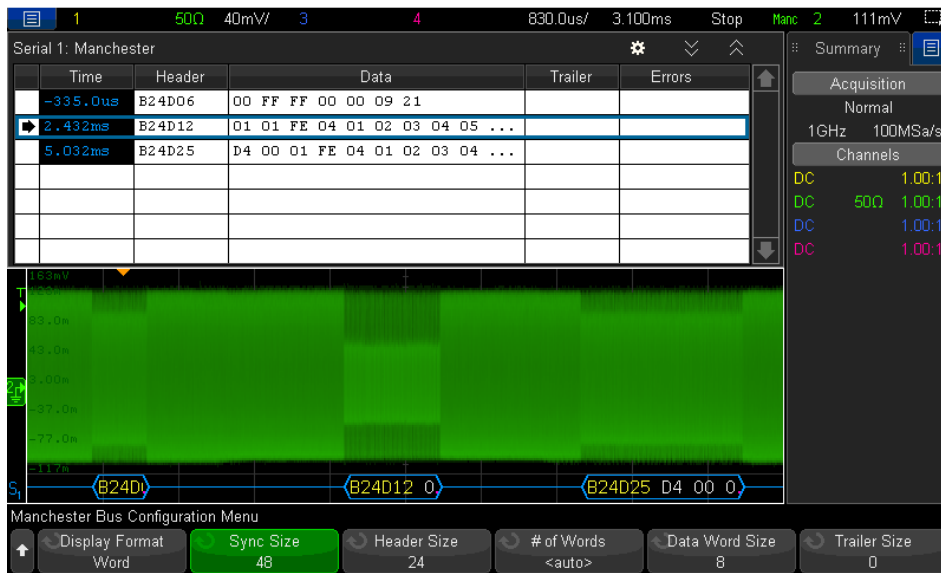 1 50Ω 40mV/ 3 4 830.0us/ 3.100ms Stop Manc 2 111mV
Serial 1: Manchester
Time Header Data Trailer Errors
-335.0us B24D06 00 FF FF 00 00 09 21
2.432ms B24D12 01 01 FE 04 01 02 03 04 05 ...
5.032ms B24D25 D4 00 01 FE 04 01 02 03 04 ...
Summary
Acquisition
Normal
1GHz 100MSa/s
Channels
DC 1.00:1
DC 50Ω 1.00:1
DC 1.00:1
DC 1.00:1
163mV
T
83.0m
43.0m
3.00m
2
-37.0m
-77.0m
-117m
S1 B24D B24D12 0 B24D25 D4 00 0
Manchester Bus Configuration Menu
Display Format Sync Size Header Size # of Words Data Word Size Trailer Size
Word 48 24 <auto> 8 0